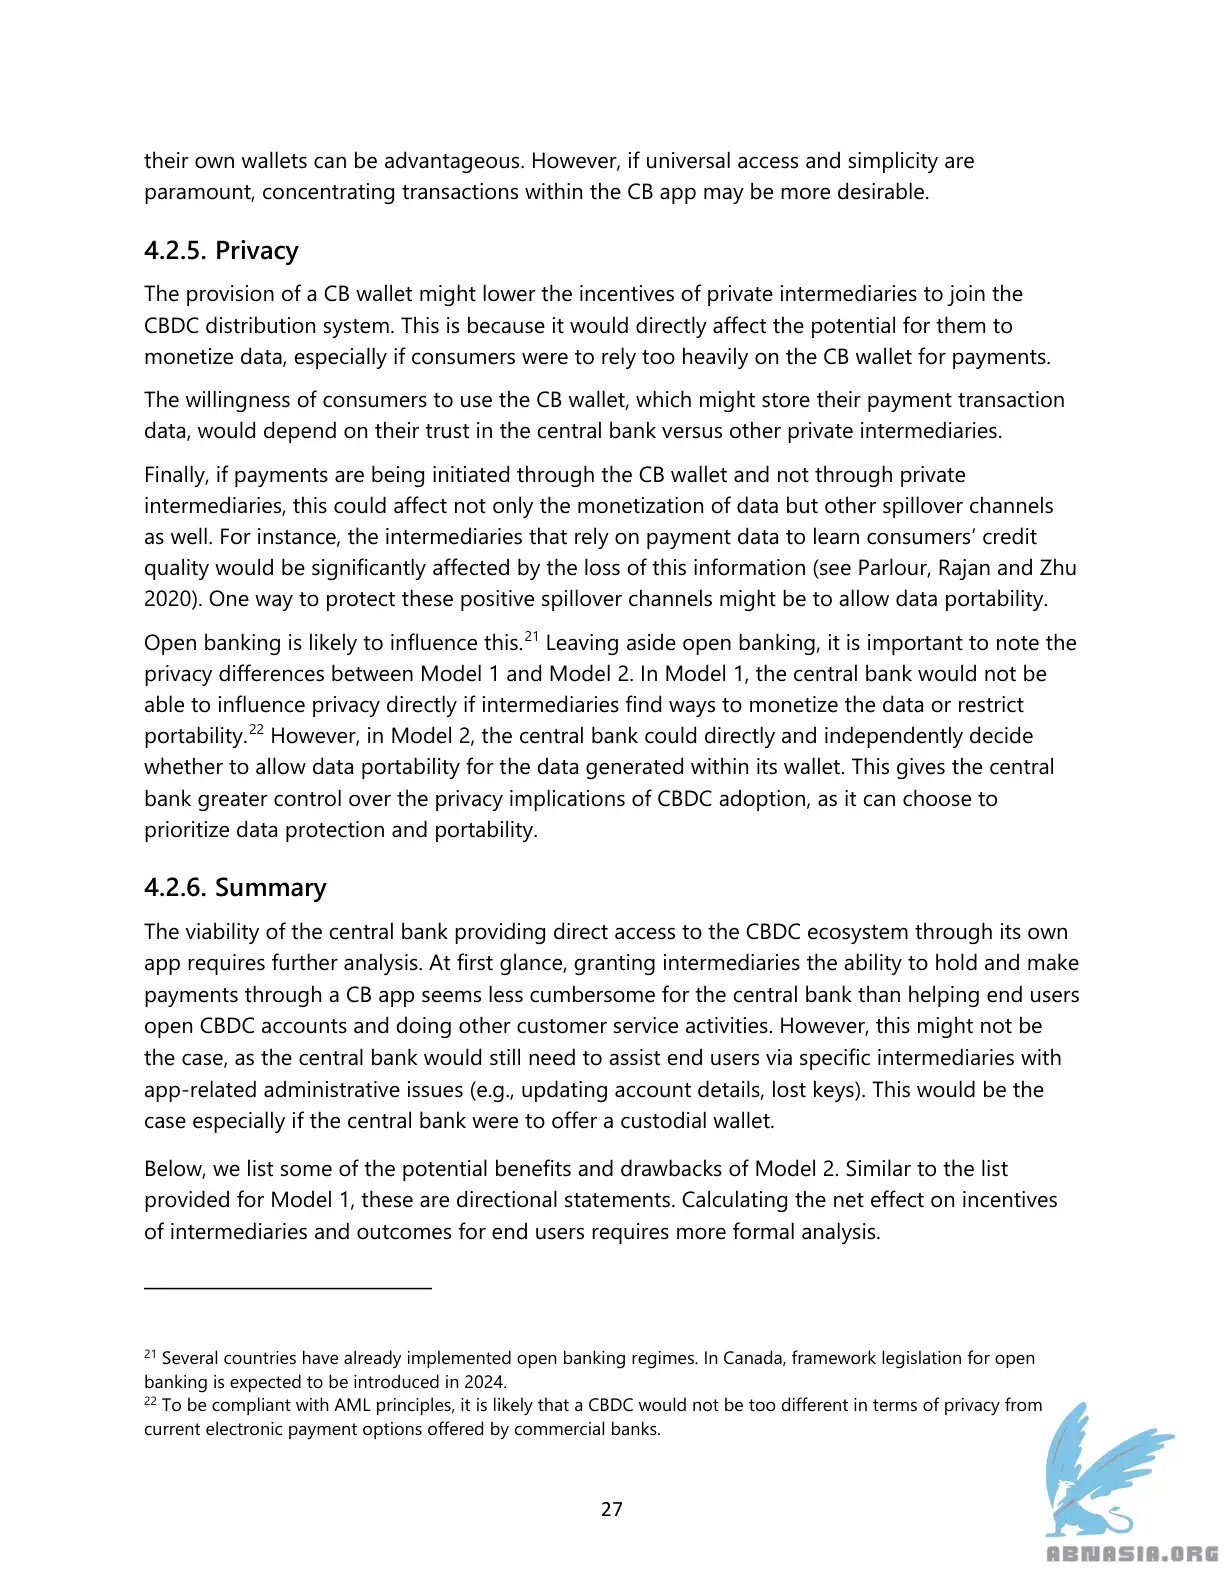 their own wallets can be advantageous. However, if universal access and simplicity are
paramount, concentrating transactions within the CB app may be more desirable.
4.2.5. Privacy
The provision of a CB wallet might lower the incentives of private intermediaries to join the
CBDC distribution system. This is because it would directly affect the potential for them to
monetize data, especially if consumers were to rely too heavily on the CB wallet for payments.
The willingness of consumers to use the CB wallet, which might store their payment transaction
data, would depend on their trust in the central bank versus other private intermediaries.
Finally, if payments are being initiated through the CB wallet and not through private
intermediaries, this could affect not only the monetization of data but other spillover channels
as well. For instance, the intermediaries that rely on payment data to learn consumers’ credit
quality would be significantly affected by the loss of this information (see Parlour, Rajan and Zhu
2020). One way to protect these positive spillover channels might be to allow data portability.
Open banking is likely to influence this.21 Leaving aside open banking, it is important to note the
privacy differences between Model 1 and Model 2. In Model 1, the central bank would not be
able to influence privacy directly if intermediaries find ways to monetize the data or restrict
portability.22 However, in Model 2, the central bank could directly and independently decide
whether to allow data portability for the data generated within its wallet. This gives the central
bank greater control over the privacy implications of CBDC adoption, as it can choose to
prioritize data protection and portability.
4.2.6. Summary
The viability of the central bank providing direct access to the CBDC ecosystem through its own
app requires further analysis. At first glance, granting intermediaries the ability to hold and make
payments through a CB app seems less cumbersome for the central bank than helping end users
open CBDC accounts and doing other customer service activities. However, this might not be
the case, as the central bank would still need to assist end users via specific intermediaries with
app-related administrative issues (e.g., updating account details, lost keys). This would be the
case especially if the central bank were to offer a custodial wallet.
Below, we list some of the potential benefits and drawbacks of Model 2. Similar to the list
provided for Model 1, these are directional statements. Calculating the net effect on incentives
of intermediaries and outcomes for end users requires more formal analysis.
21 Several countries have already implemented open banking regimes. In Canada, framework legislation for open
banking is expected to be introduced in 2024.
22 To be compliant with AML principles, it is likely that a CBDC would not be too different in terms of privacy from
current electronic payment options offered by commercial banks.
27
ABNASIA.ORG